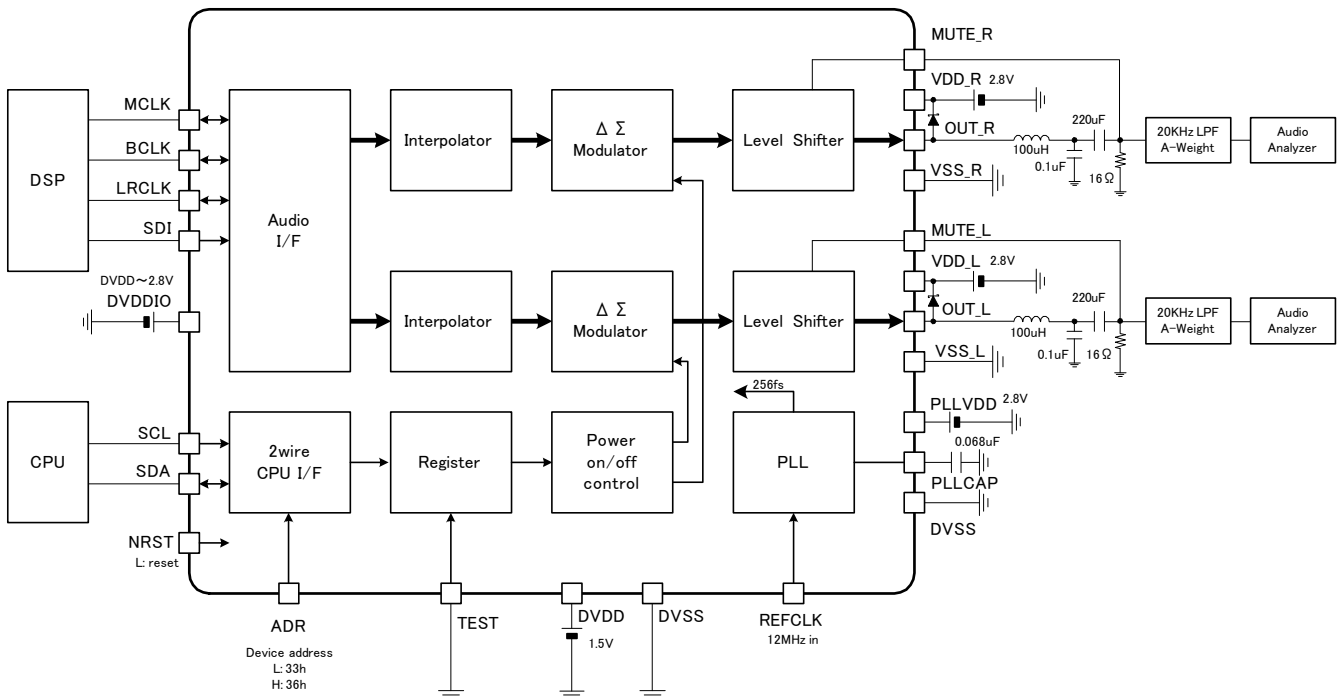 MUTE_R
VDD_R 2.8V
MCLK
BCLK
LRCLK
SDI
DSP
Audio
I/F
Interpolator
Δ Σ
Modulator
Level Shifter
OUT_R
100uH
220uF
0.1uF
16Ω
20KHz LPF
A-Weight
Audio
Analyzer
VSS_R
MUTE_L
DVDD～2.8V
DVDDIO
Interpolator
Δ Σ
Modulator
Level Shifter
VDD_L 2.8V
OUT_L
100uH
220uF
0.1uF
16Ω
20KHz LPF
A-Weight
Audio
Analyzer
VSS_L
256fs
PLLVDD 2.8V
0.068uF
PLLCAP
DVSS
CPU
SCL
SDA
2wire
CPU I/F
Register
Power
on/off
control
PLL
NRST
L: reset
ADR
Device address
L: 33h
H: 36h
TEST
DVDD
1.5V
DVSS
REFCLK
12MHz in